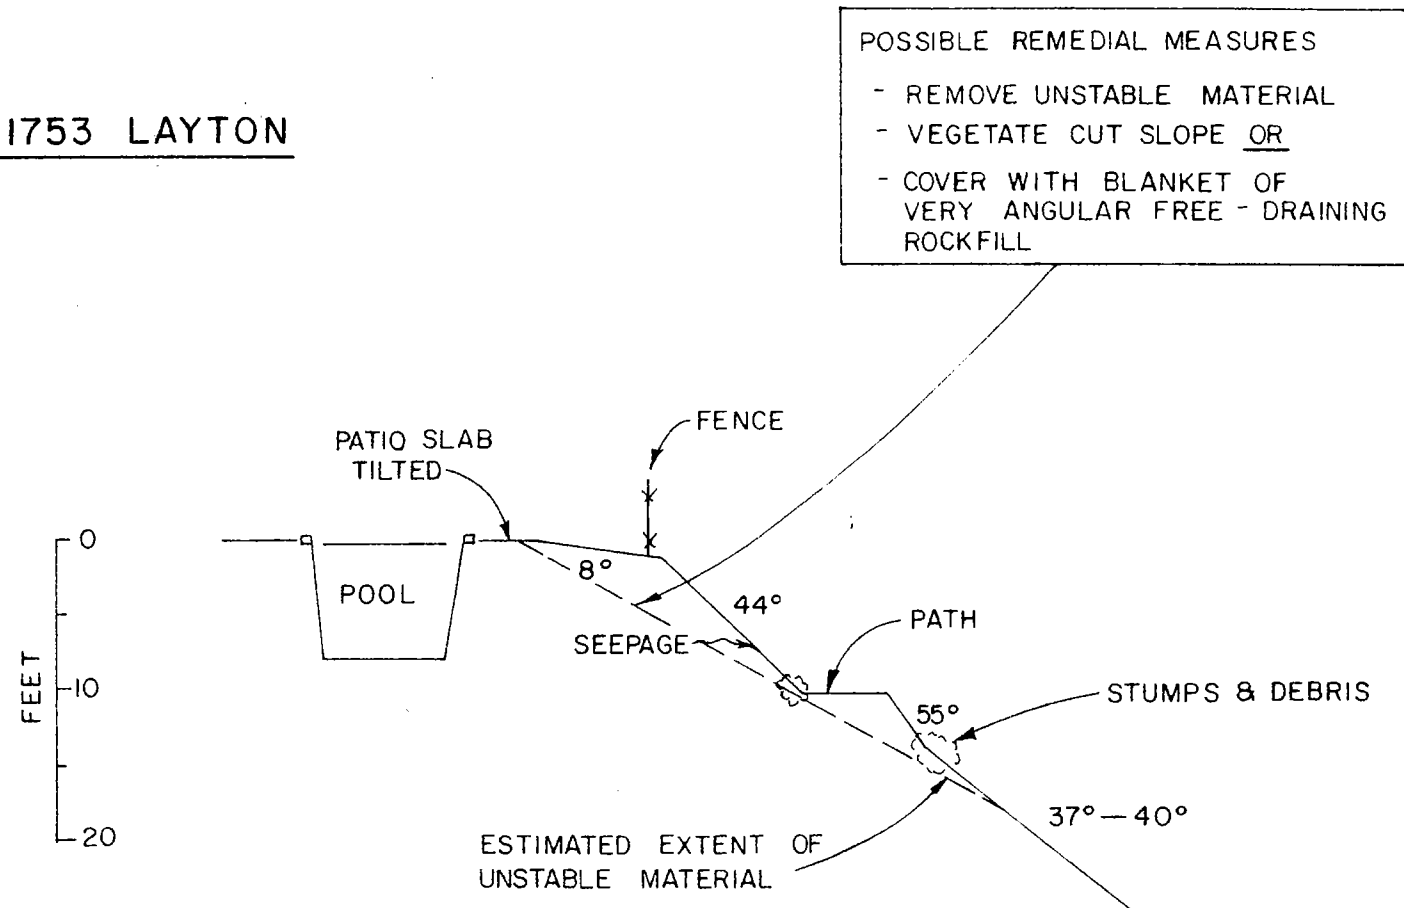 1753 LAYTON
POSSIBLE REMEDIAL MEASURES
- REMOVE UNSTABLE MATERIAL
- VEGETATE CUT SLOPE OR
- COVER WITH BLANKET OF
VERY ANGULAR FREE - DRAINING
ROCKFILL
FENCE
PATIO SLAB
TILTED
0
8°
POOL
44°
PATH
SEEPAGE
FEET
10
STUMPS & DEBRIS
55°
37° — 40°
20
ESTIMATED EXTENT OF
UNSTABLE MATERIAL